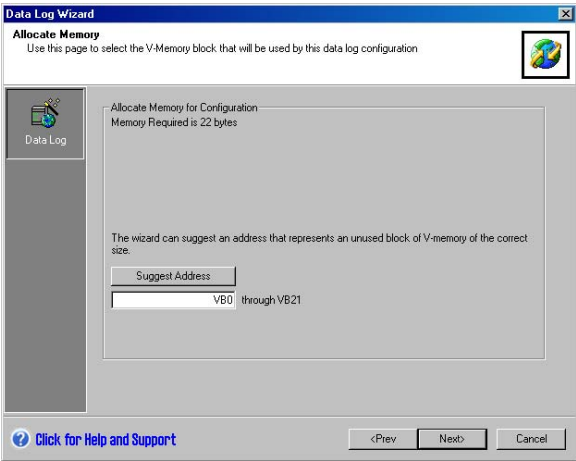 Data Log Wizard
Allocate Memory
Use this page to select the V-Memory block that will be used by this data log configuration
Data Log
Allocate Memory for Configuration
Memory Required is 22 bytes
The wizard can suggest an address that represents an unused block of V-memory of the correct
size.
Suggest Address
VB0 through VB21
Click for Help and Support
<Prev Next> Cancel